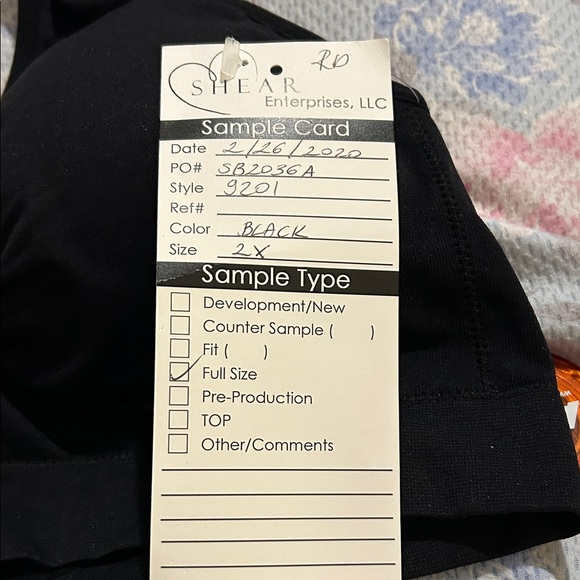 RD
SHEAR
Enterprises, LLC
Sample Card
Date 2/26/2020
PO# SB2036A
Style 9201
Ref#
Color BLACK
Size 2X
Sample Type
Development/New
Counter Sample ( )
Fit ( )
Full Size
Pre-Production
TOP
Other/Comments